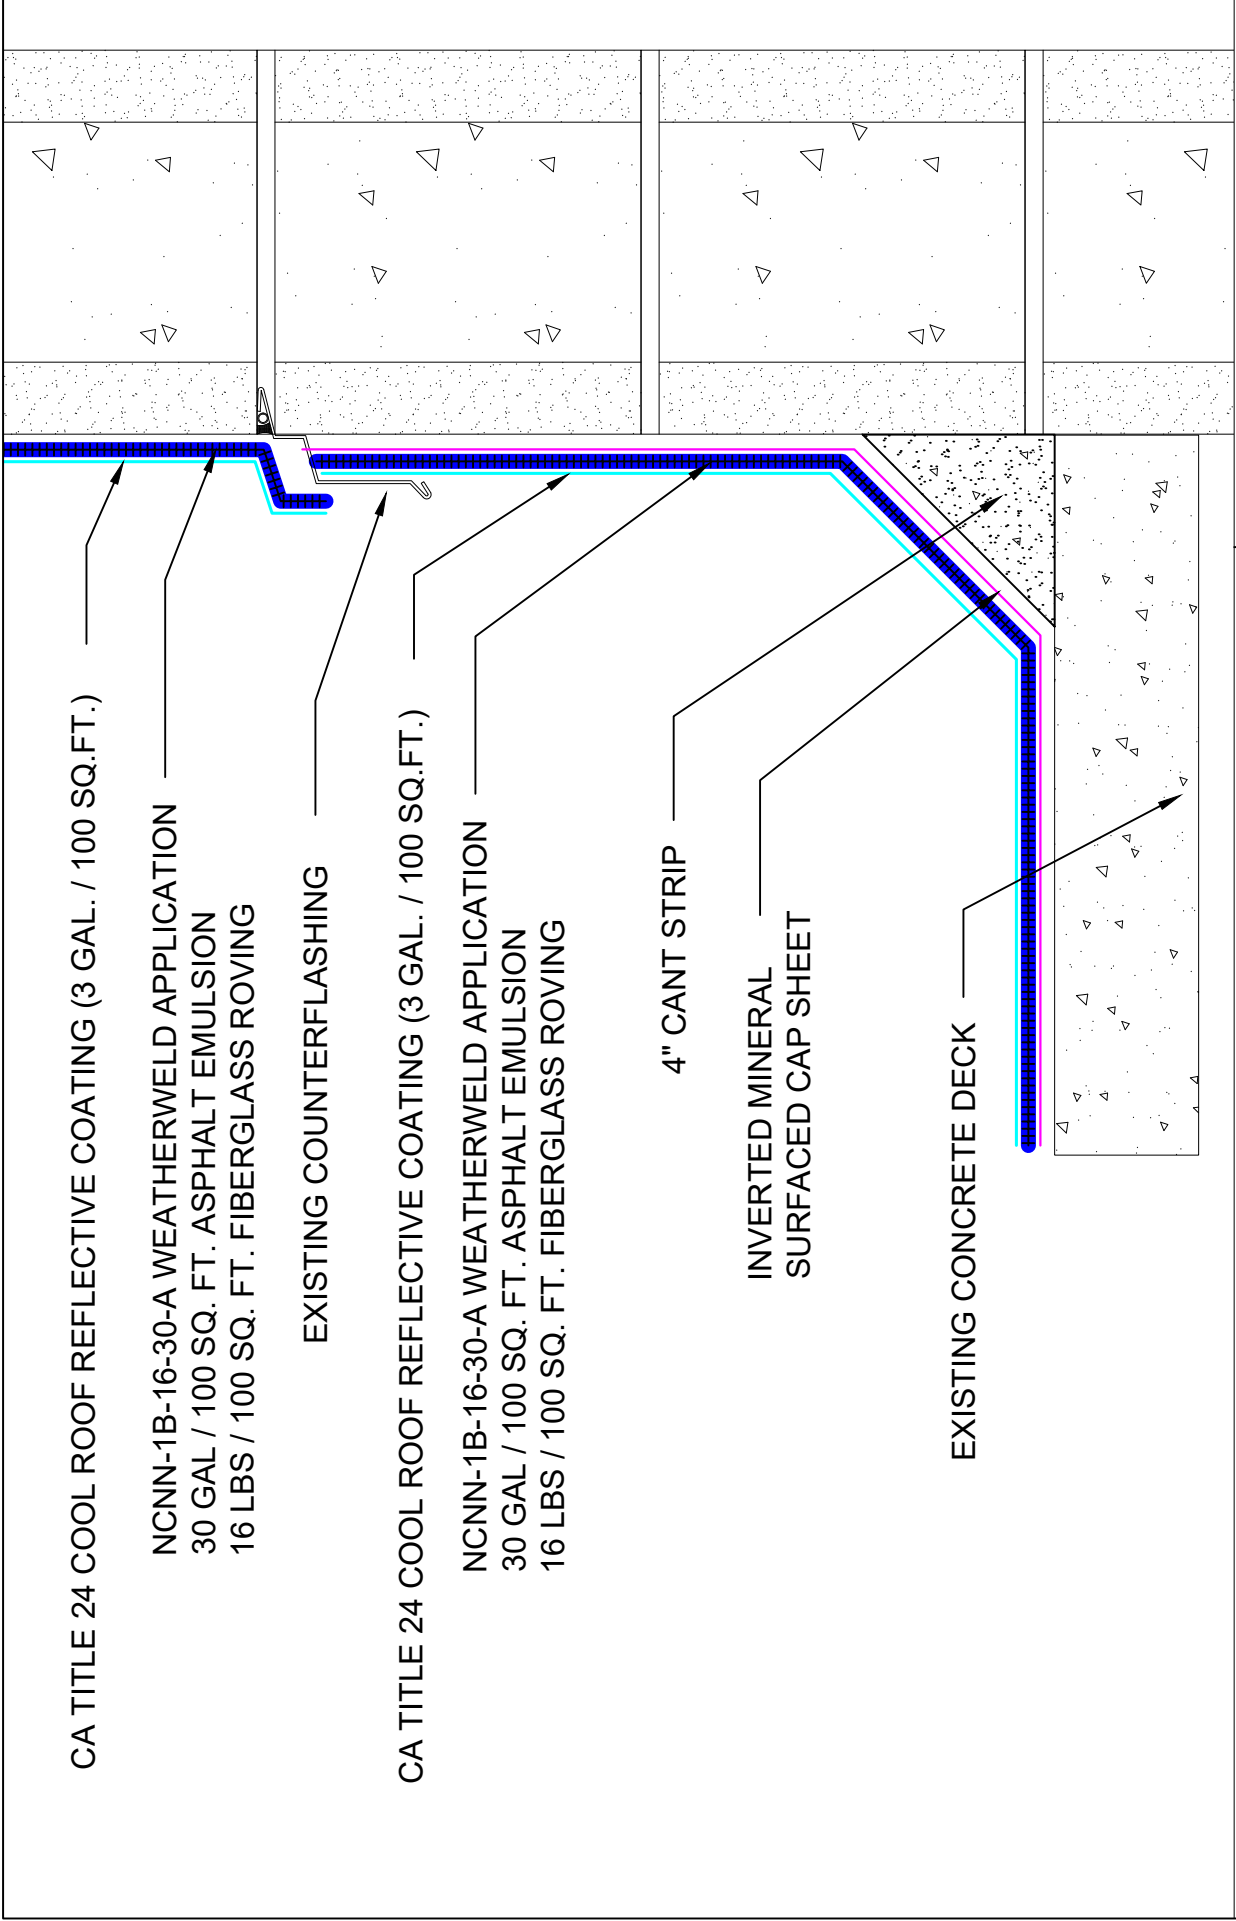 CA TITLE 24 COOL ROOF REFLECTIVE COATING (3 GAL. / 100 SQ.FT.)
NCNN-1B-16-30-A WEATHERWELD APPLICATION
30 GAL / 100 SQ. FT. ASPHALT EMULSION
16 LBS / 100 SQ. FT. FIBERGLASS ROVING
EXISTING COUNTERFLASHING
CA TITLE 24 COOL ROOF REFLECTIVE COATING (3 GAL. / 100 SQ.FT.)
NCNN-1B-16-30-A WEATHERWELD APPLICATION
30 GAL / 100 SQ. FT. ASPHALT EMULSION
16 LBS / 100 SQ. FT. FIBERGLASS ROVING
4" CANT STRIP
INVERTED MINERAL
SURFACED CAP SHEET
EXISTING CONCRETE DECK